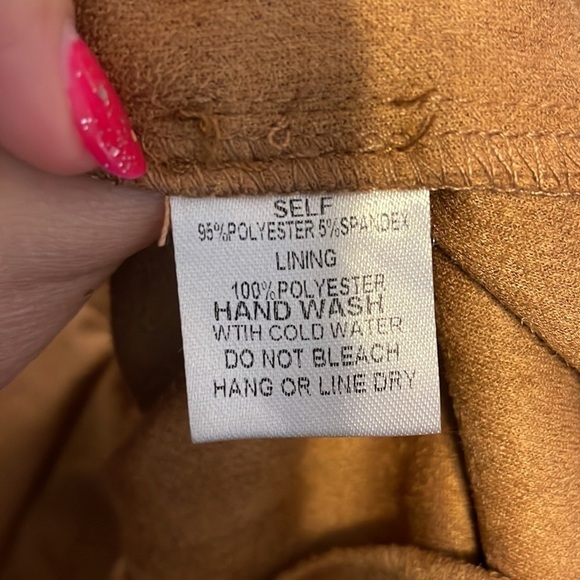 SELF
95%POLYESTER 5%SPANDEX
LINING
100%POLYESTER
HAND WASH
WTIH COLD WATER
DO NOT BLEACH
HANG OR LINE DRY